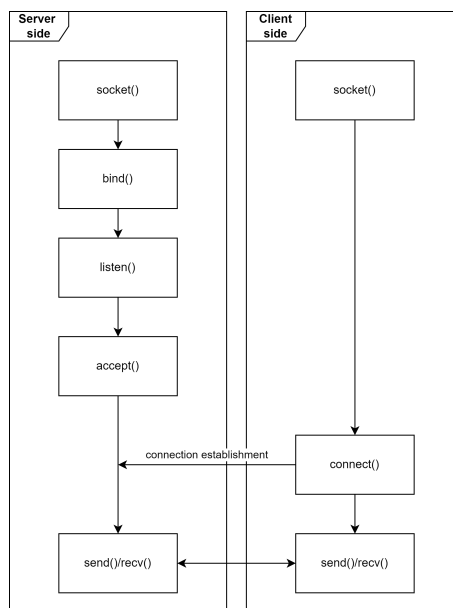 Server
side
socket()
bind()
listen()
accept()
send()/recv()
Client
side
socket()
connection establishment
connect()
send()/recv()